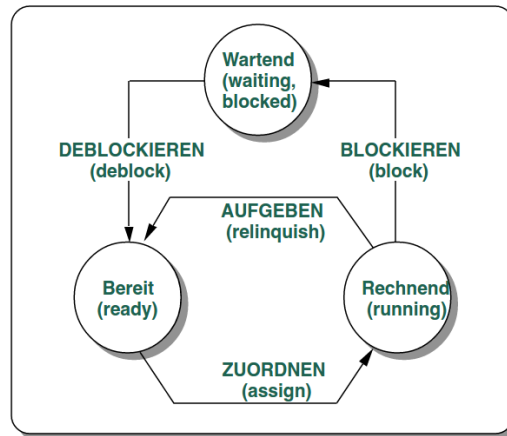 Wartend
(waiting,
blocked)
DEBLOCKIEREN
(deblock)
BLOCKIEREN
(block)
AUFGEBEN
(relinquish)
Bereit
(ready)
Rechnend
(running)
ZUORDNEN
(assign)